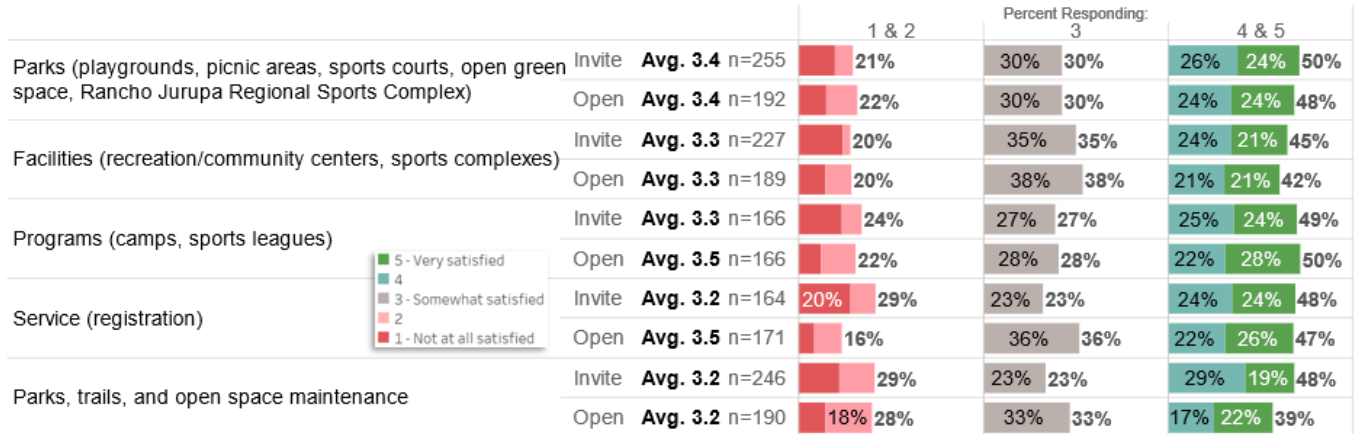 Percent Responding:
1 & 2 3 4 & 5
Parks (playgrounds, picnic areas, sports courts, open green
space, Rancho Jurupa Regional Sports Complex)
Invite Avg. 3.4 n=255 21% 30% 30% 26% 24% 50%
Open Avg. 3.4 n=192 22% 30% 30% 24% 24% 48%
Facilities (recreation/community centers, sports complexes)
Invite Avg. 3.3 n=227 20% 35% 35% 24% 21% 45%
Open Avg. 3.3 n=189 20% 38% 38% 21% 21% 42%
Programs (camps, sports leagues)
Invite Avg. 3.3 n=166 24% 27% 27% 25% 24% 49%
Open Avg. 3.5 n=166 22% 28% 28% 22% 28% 50%
5 - Very satisfied
4
3 - Somewhat satisfied
2
1 - Not at all satisfied
Service (registration)
Invite Avg. 3.2 n=164 20% 29% 23% 23% 24% 24% 48%
Open Avg. 3.5 n=171 16% 36% 36% 22% 26% 47%
Parks, trails, and open space maintenance
Invite Avg. 3.2 n=246 29% 23% 23% 29% 19% 48%
Open Avg. 3.2 n=190 18% 28% 33% 33% 17% 22% 39%